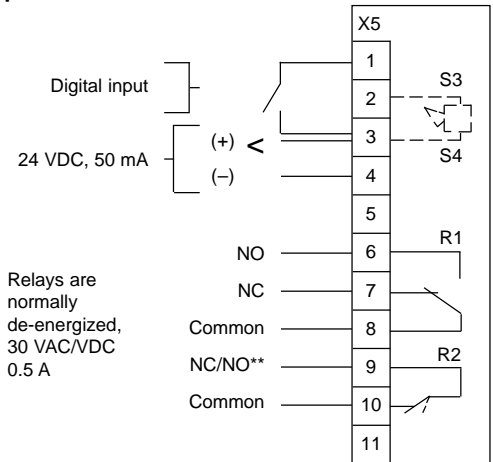 X5
1
Digital input
2
S3
(+) <
3
24 VDC, 50 mA
S4
(–)
4
5
NO
6
R1
Relays are
normally
de-energized,
30 VAC/VDC
0.5 A
NC
7
Common
8
NC/NO**
9
R2
Common
10
11